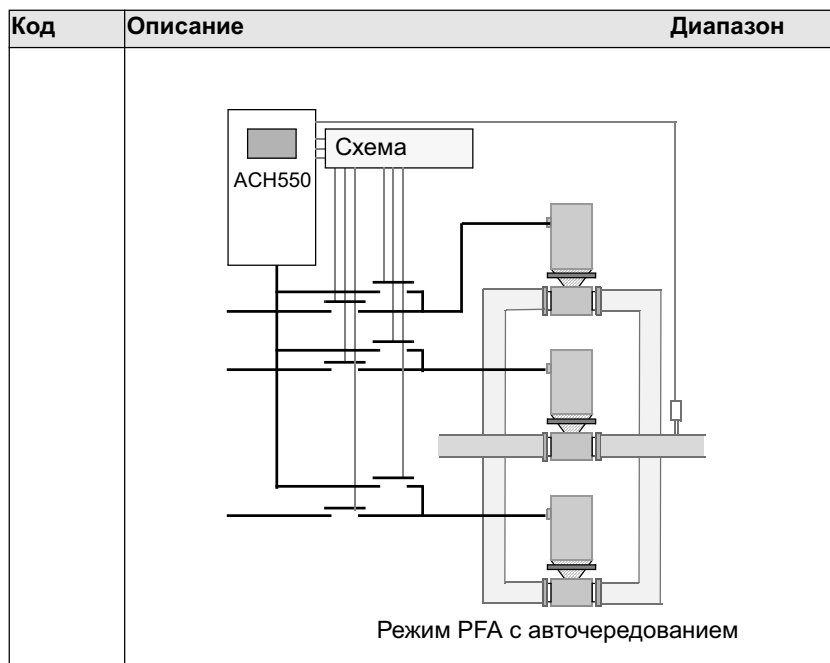 Код Описание Диапазон
Схема
ACH550
Режим PFA с авточередованием